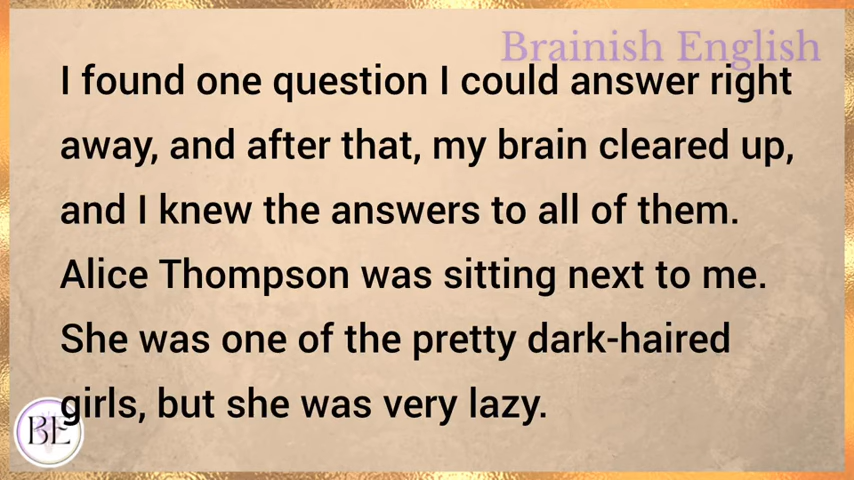 Brainish English
I found one question I could answer right
away, and after that, my brain cleared up,
and I knew the answers to all of them.
Alice Thompson was sitting next to me.
She was one of the pretty dark-haired
girls, but she was very lazy.
BE